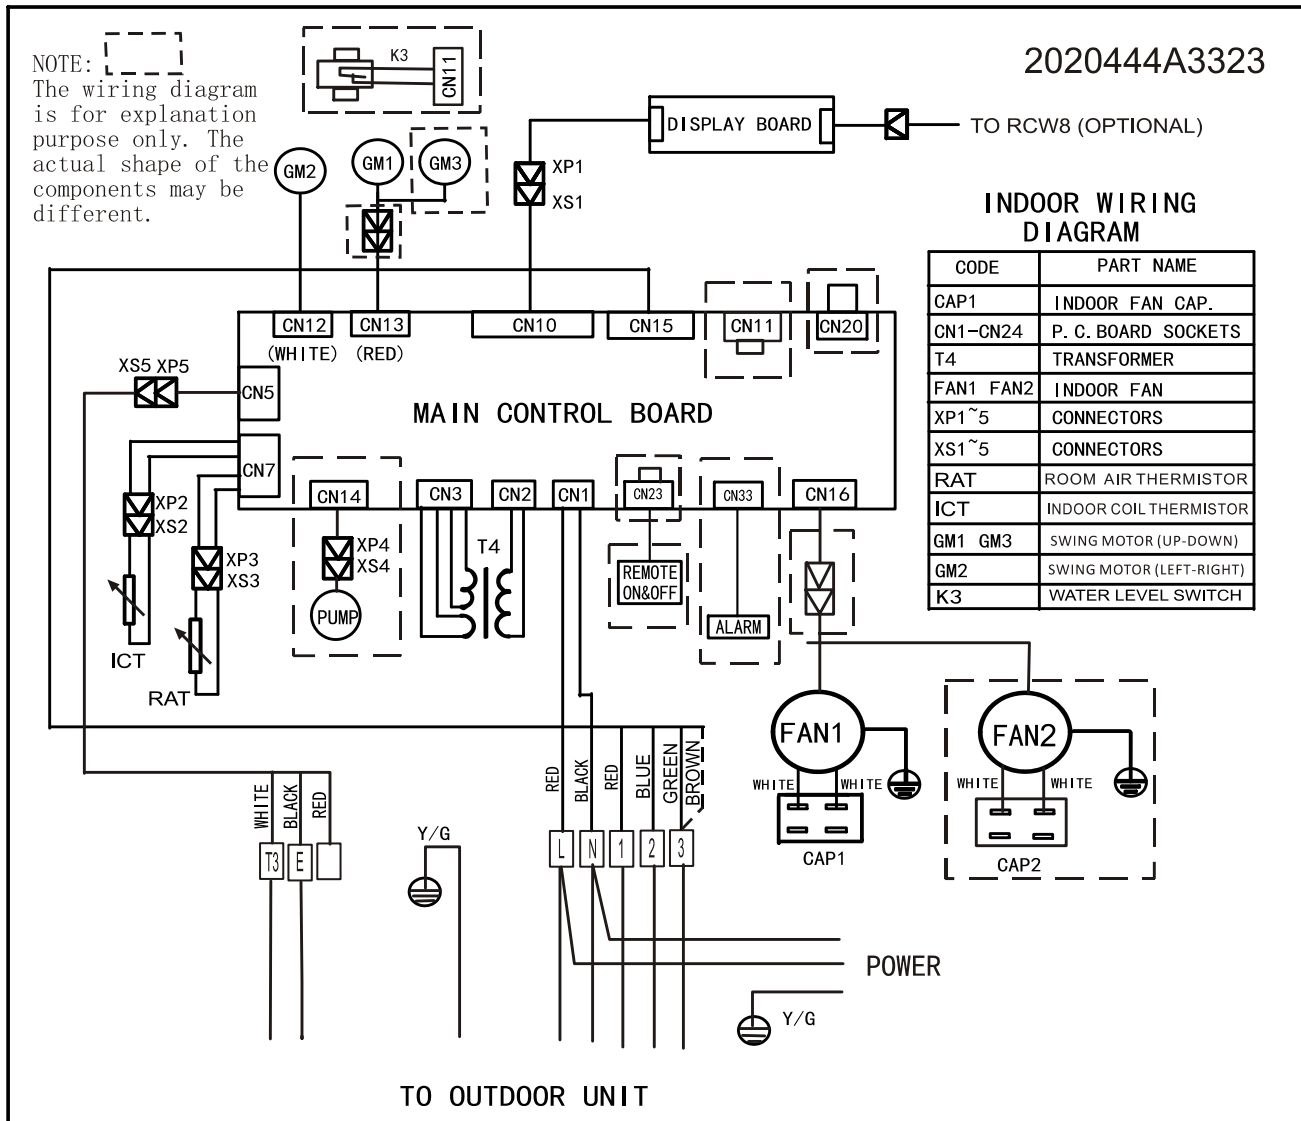 2020444A3323
NOTE:
The wiring diagram
is for explanation
purpose only. The
actual shape of the
components may be
different.
K3
CN11
GM2
GM1
GM3
XP1
XS1
DISPLAY BOARD
TO RCW8 (OPTIONAL)
INDOOR WIRING
DIAGRAM
CODE PART NAME
CAP1 INDOOR FAN CAP.
CN1-CN24 P.C.BOARD SOCKETS
T4 TRANSFORMER
FAN1 FAN2 INDOOR FAN
XP1~5 CONNECTORS
XS1~5 CONNECTORS
RAT ROOM AIR THERMISTOR
ICT INDOOR COIL THERMISTOR
GM1 GM3 SWING MOTOR (UP-DOWN)
GM2 SWING MOTOR (LEFT-RIGHT)
K3 WATER LEVEL SWITCH
CN12 CN13 CN10 CN15 CN11 CN20
(WHITE) (RED)
XS5 XP5
CN5
MAIN CONTROL BOARD
CN7
CN14 CN3 CN2 CN1 CN23 CN33 CN16
XP2
XS2
XP3
XS3
XP4
XS4
T4
PUMP
REMOTE
ON&OFF
ALARM
ICT
RAT
FAN1
FAN2
WHITE WHITE
WHITE WHITE
CAP1
CAP2
WHITE
BLACK
RED
T3 E
Y/G
RED
BLACK
RED
BLUE
GREEN
BROWN
L N 1 2 3
POWER
Y/G
TO OUTDOOR UNIT